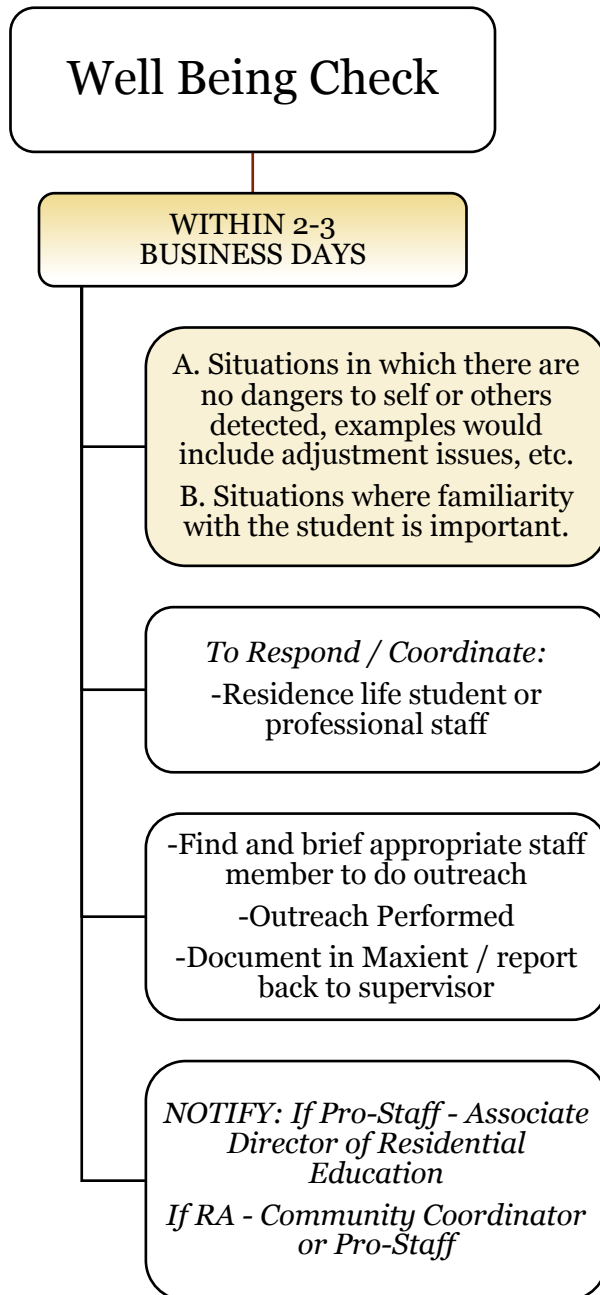 Well Being Check
WITHIN 2-3
BUSINESS DAYS
A. Situations in which there are
no dangers to self or others
detected, examples would
include adjustment issues, etc.
B. Situations where familiarity
with the student is important.
To Respond / Coordinate:
-Residence life student or
professional staff
-Find and brief appropriate staff
member to do outreach
-Outreach Performed
-Document in Maxient / report
back to supervisor
NOTIFY: If Pro-Staff - Associate
Director of Residential
Education
If RA - Community Coordinator
or Pro-Staff